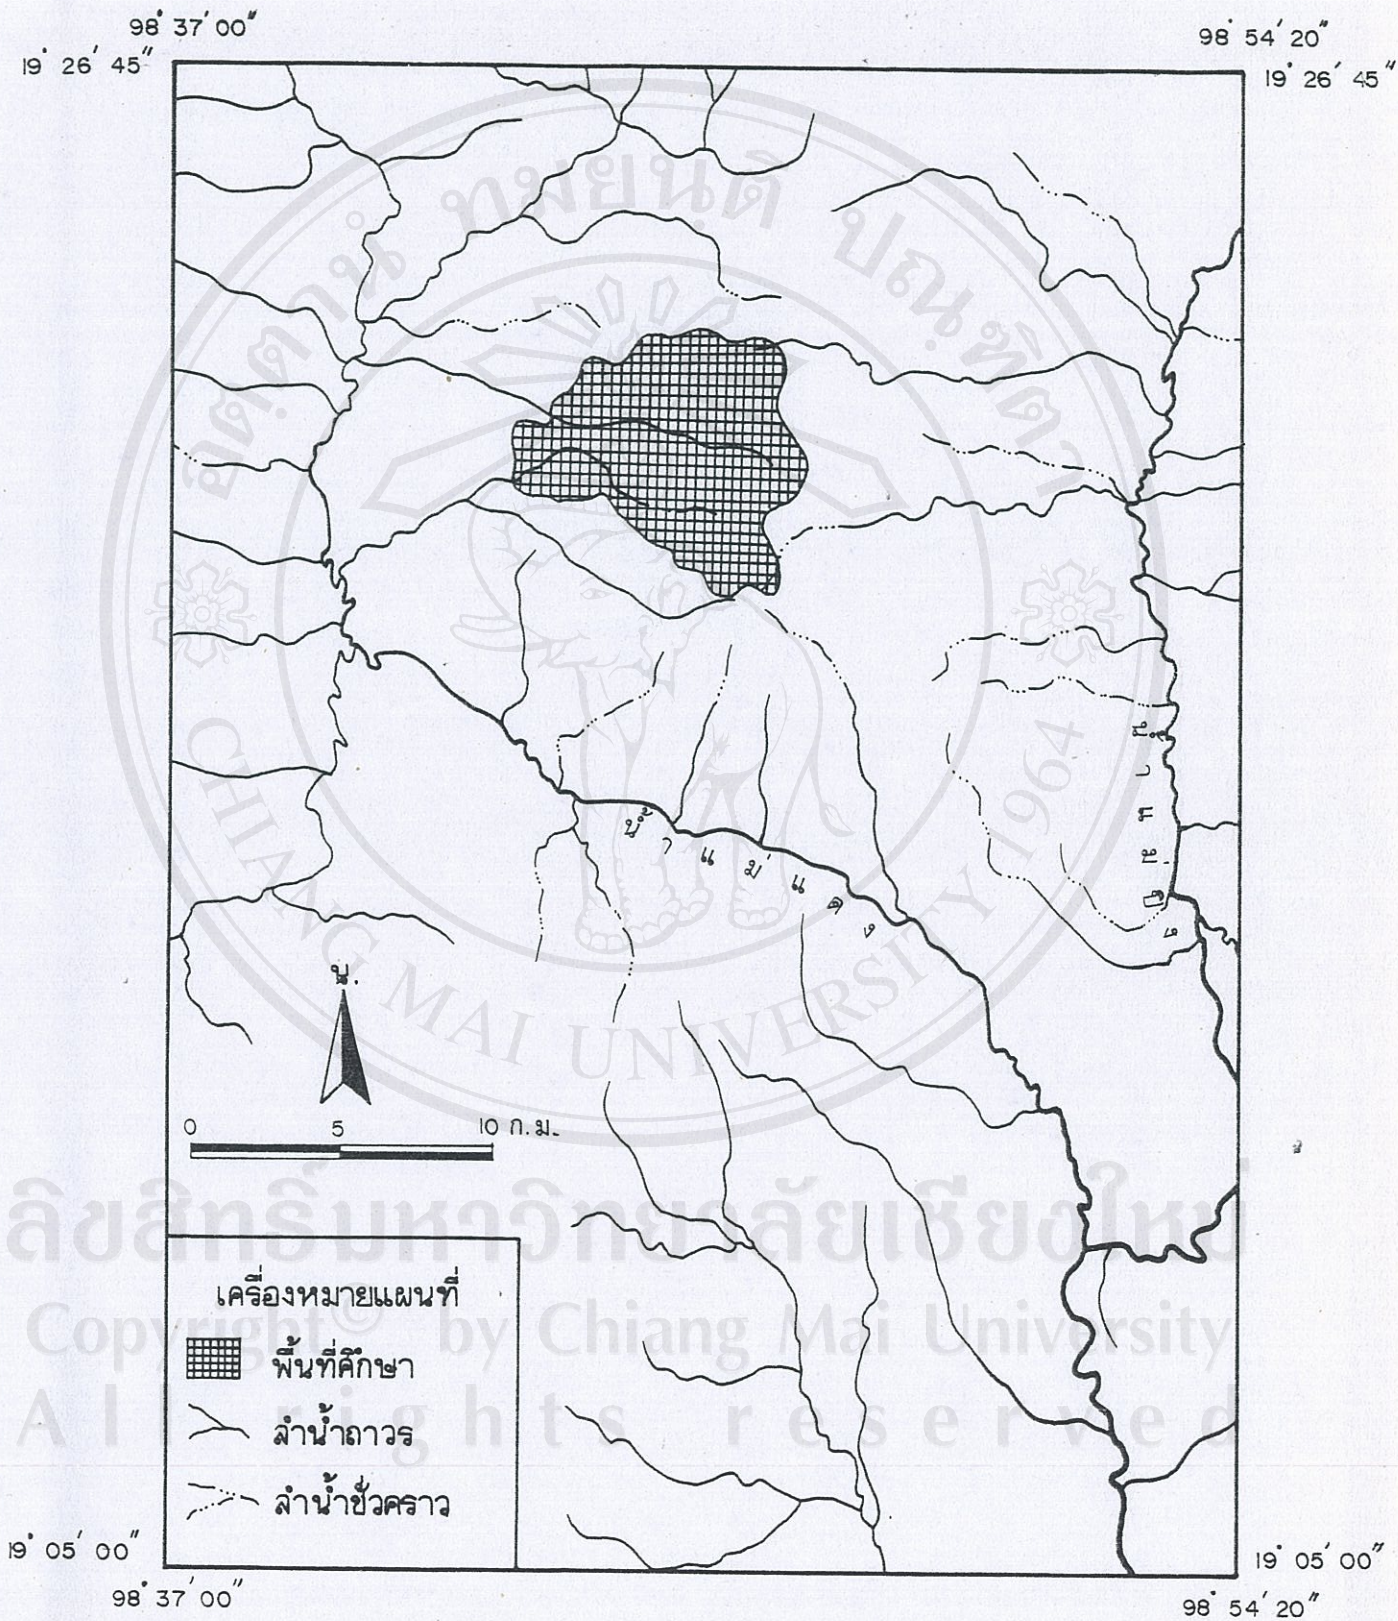 98° 37' 00"
98° 54' 20"
19° 26' 45"
19° 26' 45"
น้ำแม่แตง
น.
0 5 10 ก.ม.
เครื่องหมายแผนที่
พื้นที่ศึกษา
ลำน้ำถาวร
ลำน้ำชั่วคราว
19° 05' 00"
19° 05' 00"
98° 37' 00"
98° 54' 20"
CHIANG MAI UNIVERSITY 1964
ลิขสิทธิ์มหาวิทยาลัยเชียงใหม่
Copyright© by Chiang Mai University
All rights reserved